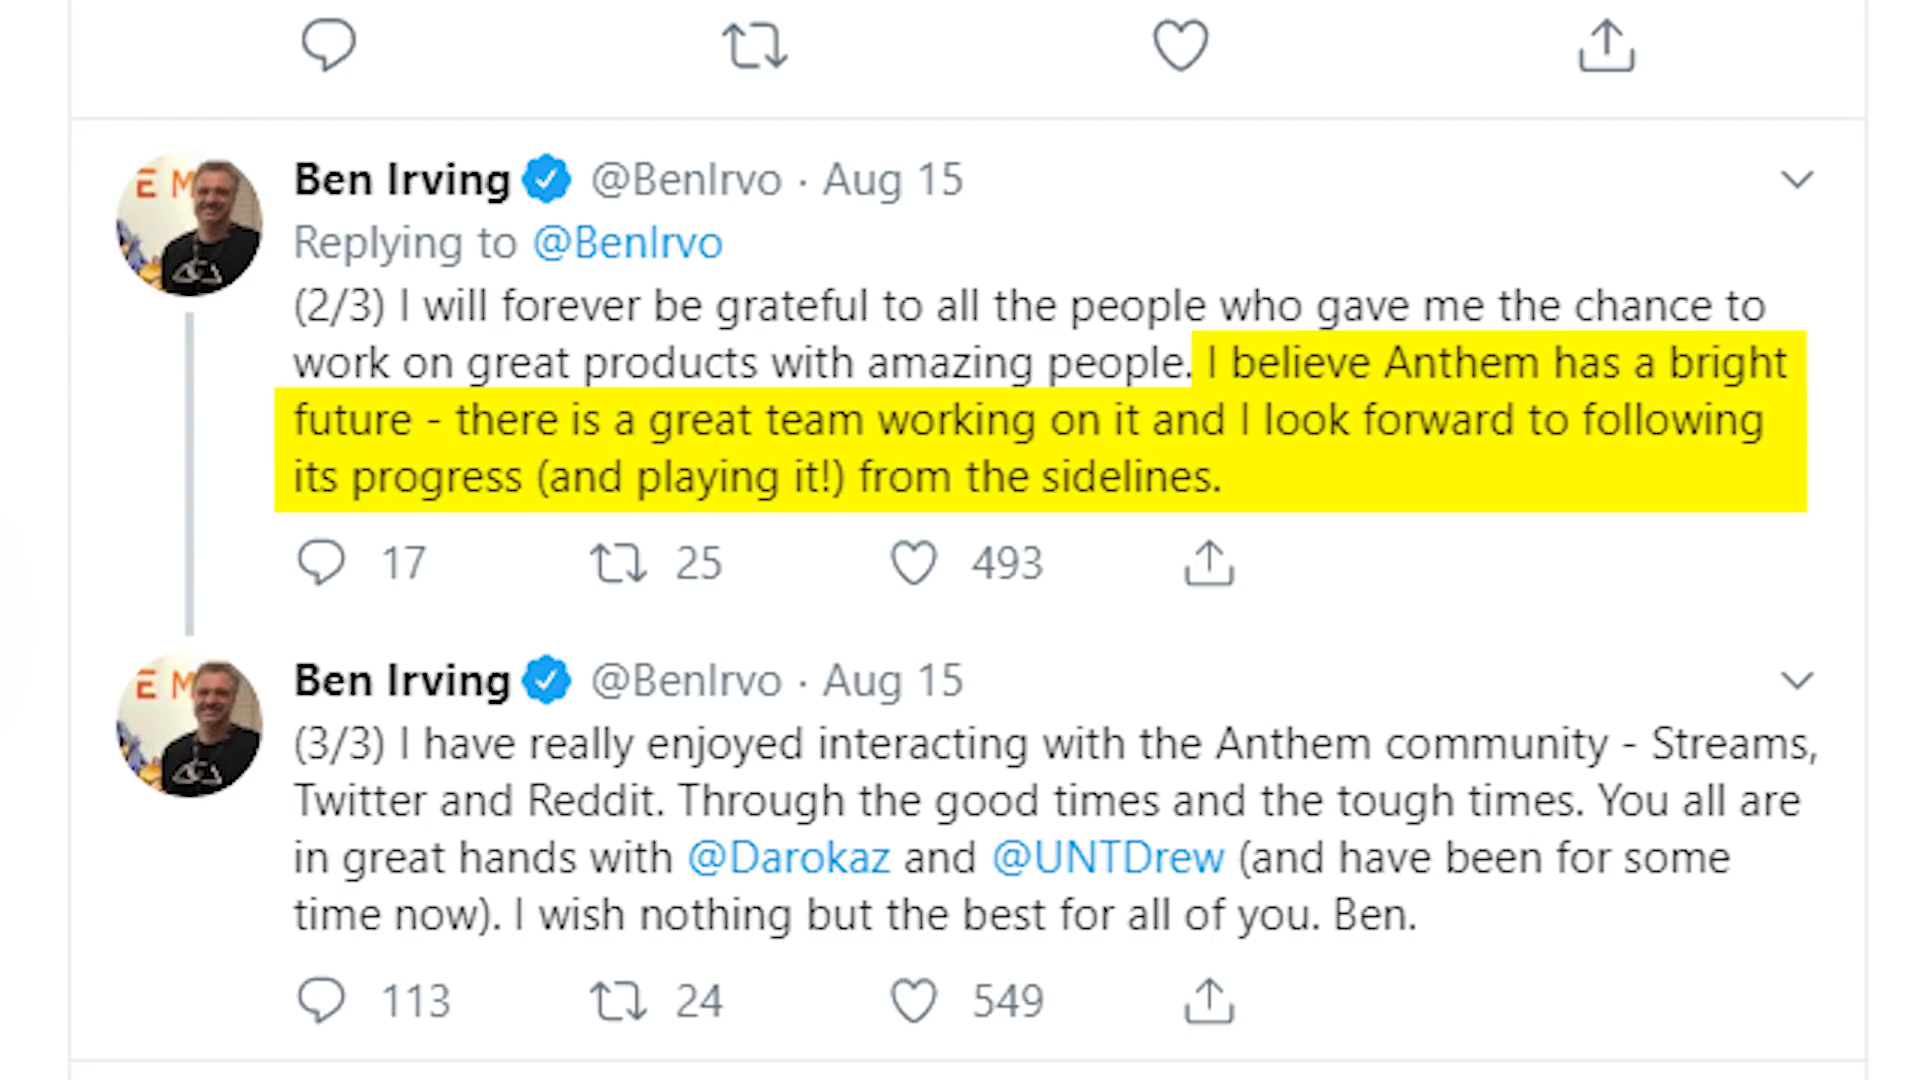 Ben Irving @BenIrvo · Aug 15
Replying to @BenIrvo
(2/3) I will forever be grateful to all the people who gave me the chance to
work on great products with amazing people. I believe Anthem has a bright
future - there is a great team working on it and I look forward to following
its progress (and playing it!) from the sidelines.
17 25 493
Ben Irving @BenIrvo · Aug 15
(3/3) I have really enjoyed interacting with the Anthem community - Streams,
Twitter and Reddit. Through the good times and the tough times. You all are
in great hands with @Darokaz and @UNTDrew (and have been for some
time now). I wish nothing but the best for all of you. Ben.
113 24 549
E M
E M